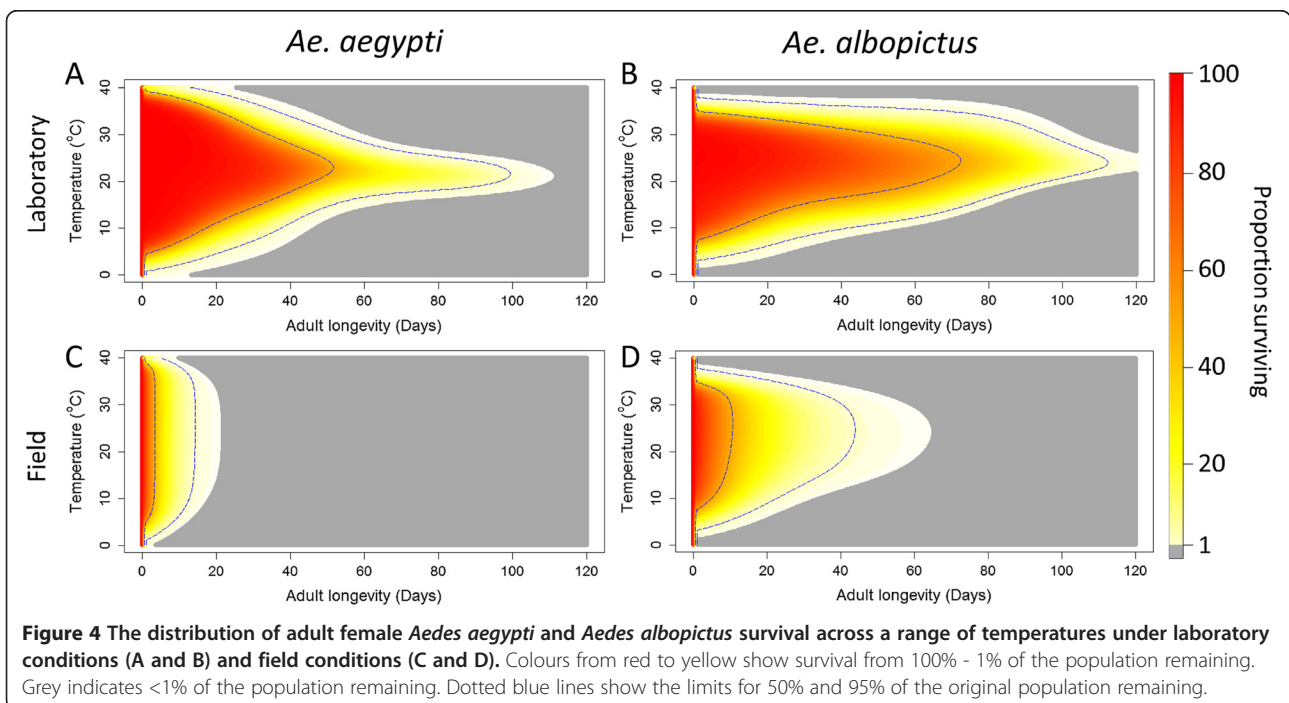 Ae. aegypti
Ae. albopictus
Laboratory
Field
A
Temperature (°C)
40
30
20
10
0
0 20 40 60 80 100 120
Adult longevity (Days)
B
Temperature (°C)
40
30
20
10
0
0 20 40 60 80 100 120
Adult longevity (Days)
C
Temperature (°C)
40
30
20
10
0
0 20 40 60 80 100 120
Adult longevity (Days)
D
Temperature (°C)
40
30
20
10
0
0 20 40 60 80 100 120
Adult longevity (Days)
100
80
60
40
20
1
Proportion surviving
Figure 4 The distribution of adult female Aedes aegypti and Aedes albopictus survival across a range of temperatures under laboratory
conditions (A and B) and field conditions (C and D). Colours from red to yellow show survival from 100% - 1% of the population remaining.
Grey indicates <1% of the population remaining. Dotted blue lines show the limits for 50% and 95% of the original population remaining.